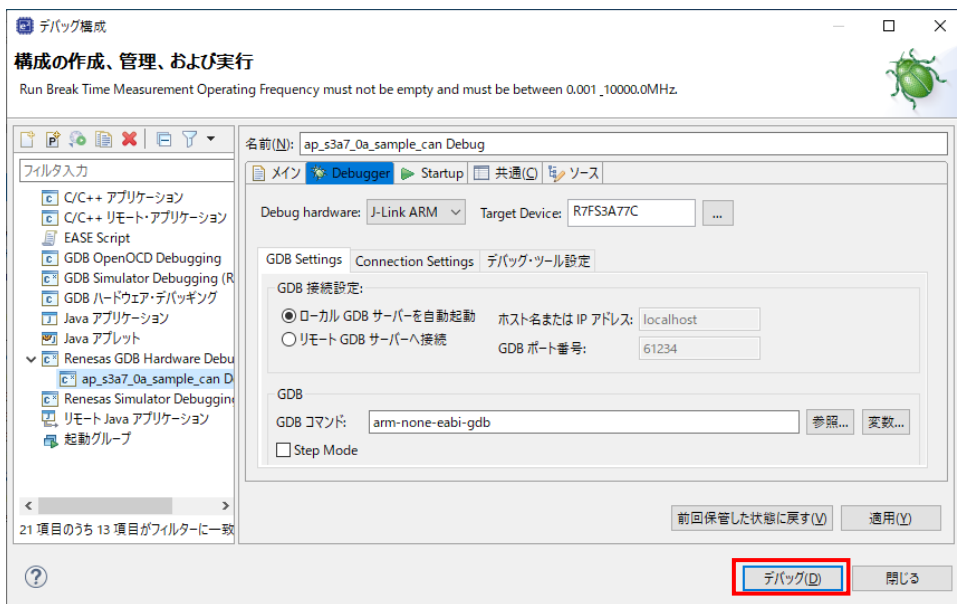 デバッグ構成
構成の作成、管理、および実行
Run Break Time Measurement Operating Frequency must not be empty and must be between 0.001_10000.0MHz.
フィルタ入力
C/C++ アプリケーション
C/C++ リモート・アプリケーション
EASE Script
GDB OpenOCD Debugging
GDB Simulator Debugging (R
GDB ハードウェア・デバッギング
Java アプリケーション
Java アプレット
Renesas GDB Hardware Debu
ap_s3a7_0a_sample_can D
Renesas Simulator Debugging
リモート Java アプリケーション
起動グループ
21 項目のうち 13 項目がフィルターに一致
名前(N): ap_s3a7_0a_sample_can Debug
メイン Debugger Startup 共通(C) ソース
Debug hardware: J-Link ARM Target Device: R7FS3A77C ...
GDB Settings Connection Settings デバッグ・ツール設定
GDB 接続設定:
ローカル GDB サーバーを自動起動 ホスト名または IP アドレス: localhost
リモート GDB サーバーへ接続 GDB ポート番号: 61234
GDB
GDB コマンド: arm-none-eabi-gdb 参照... 変数...
Step Mode
前回保管した状態に戻す(V) 適用(Y)
? デバッグ(D) 閉じる